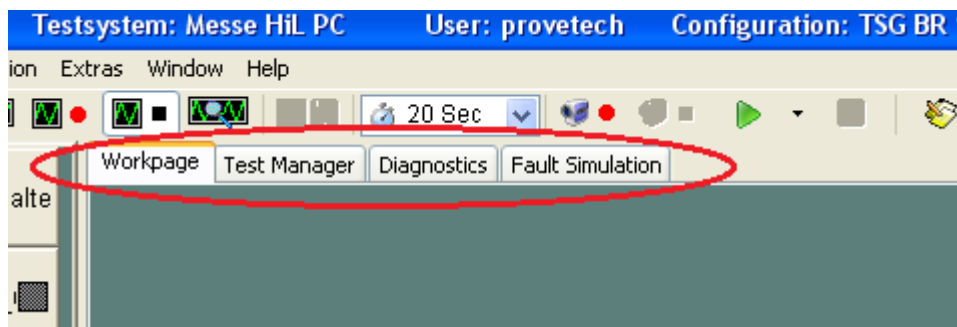 Testsystem: Messe HiL PC User: provetech Configuration: TSG BR
ion Extras Window Help
20 Sec
Workpage Test Manager Diagnostics Fault Simulation
alte